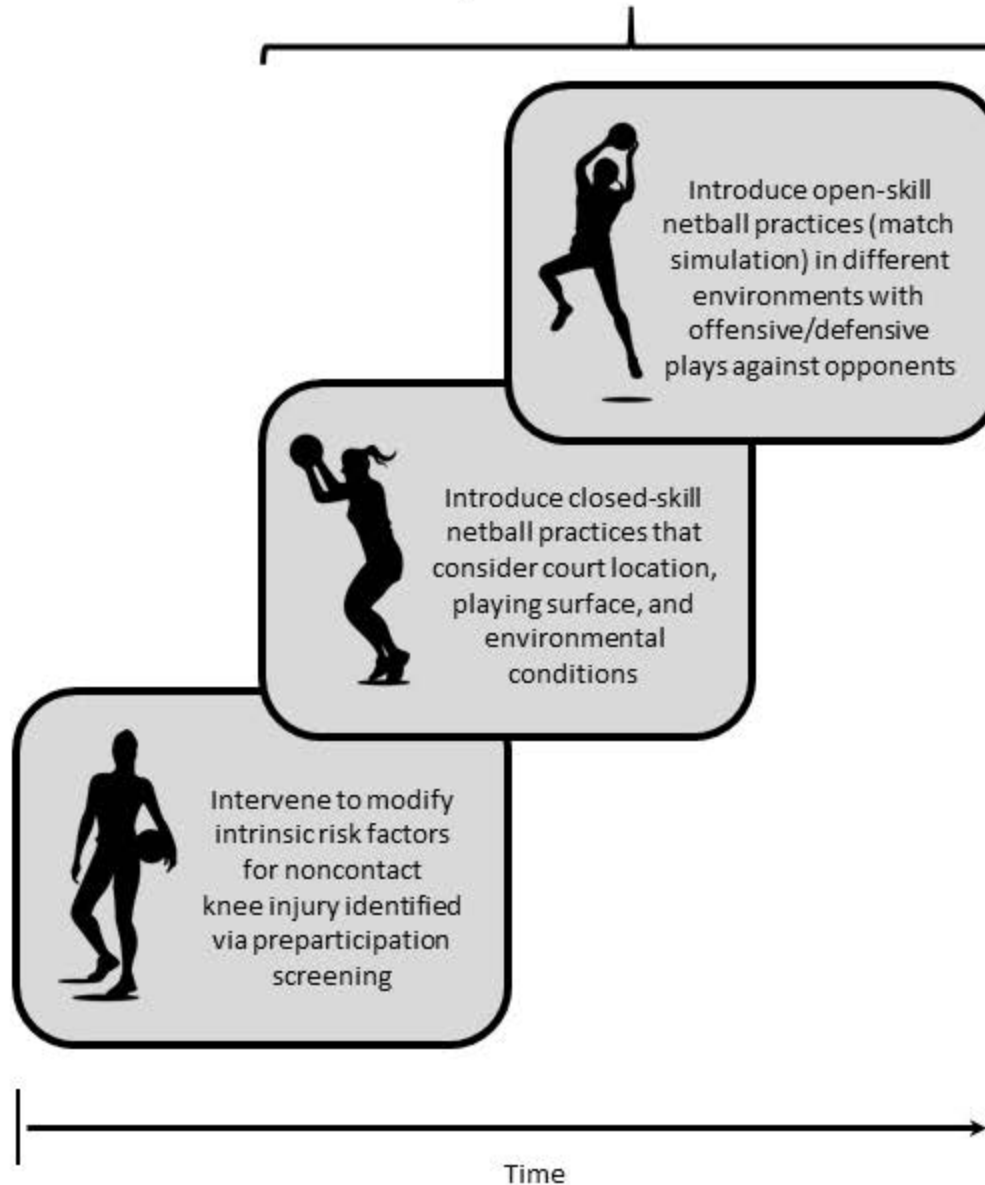 Introduce open-skill
netball practices (match
simulation) in different
environments with
offensive/defensive
plays against opponents
Introduce closed-skill
netball practices that
consider court location,
playing surface, and
environmental
conditions
Intervene to modify
intrinsic risk factors
for noncontact
knee injury identified
via preparticipation
screening
Time